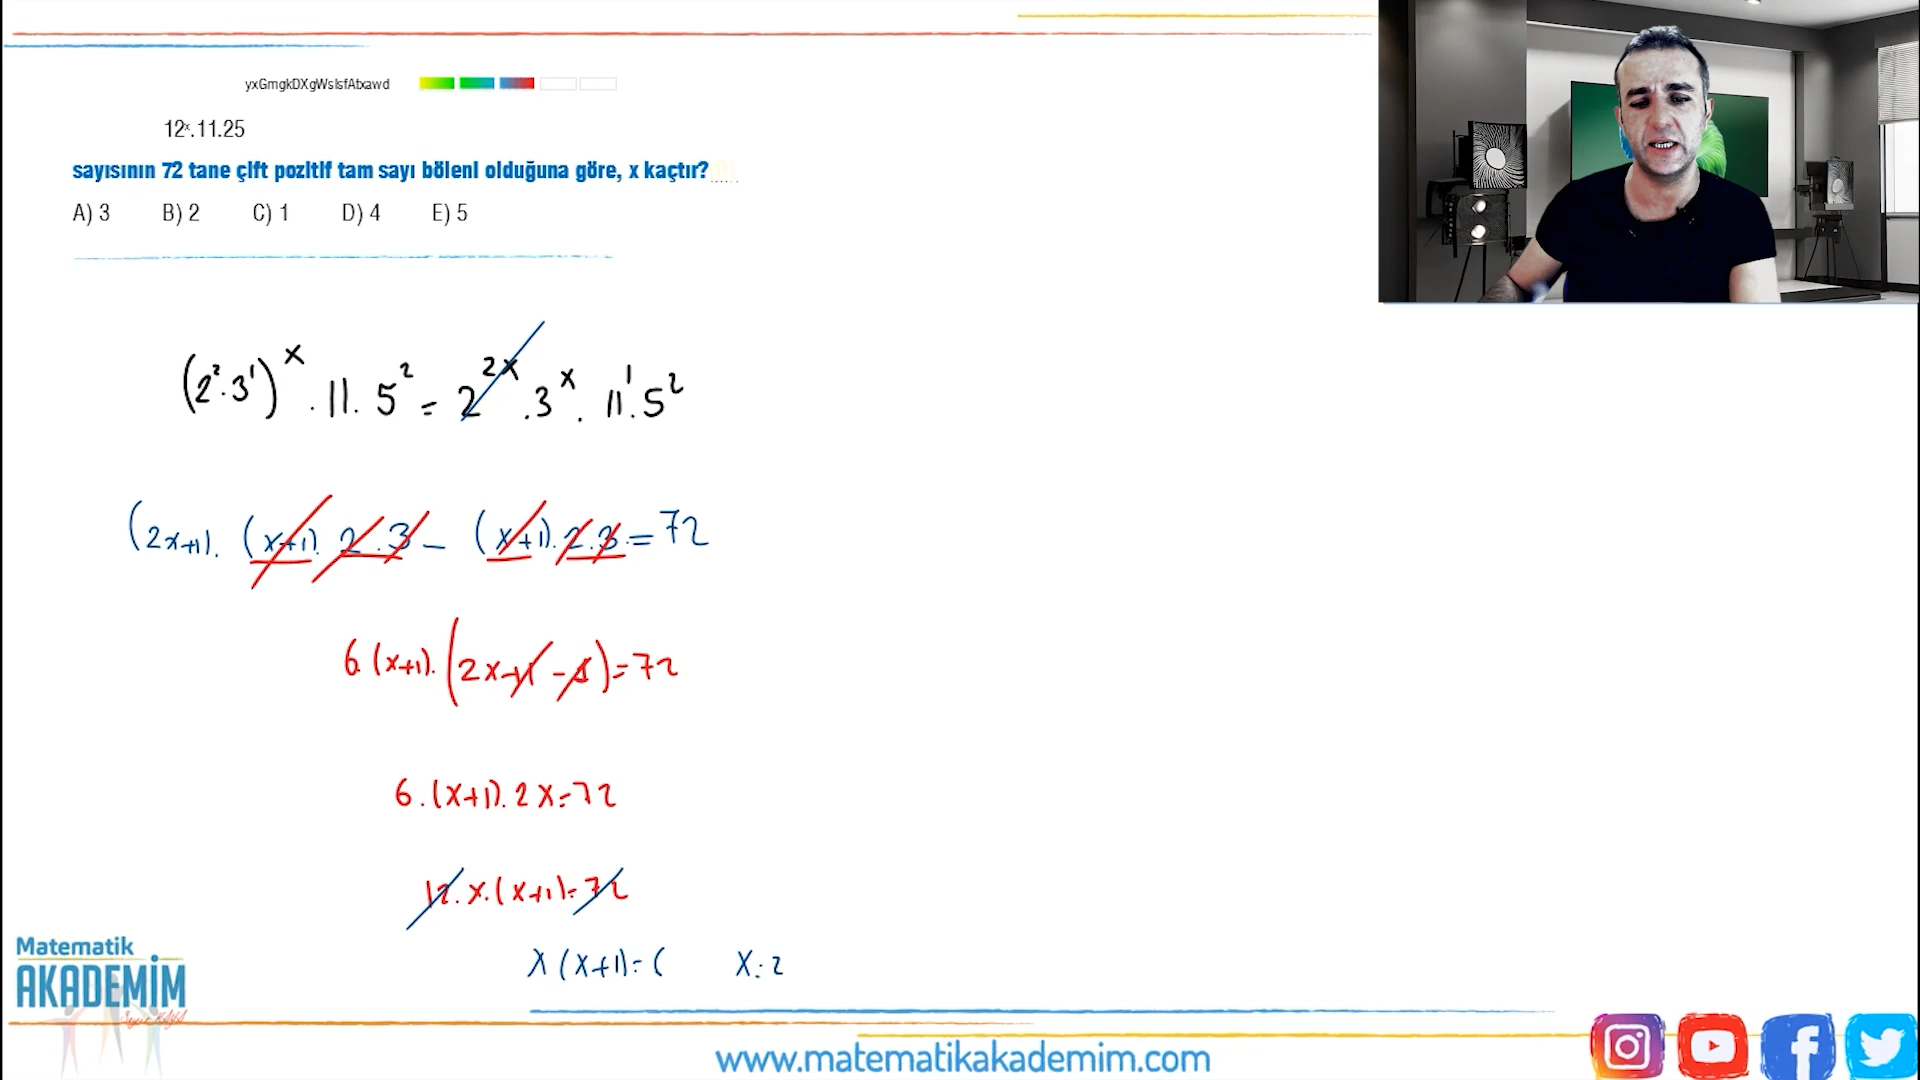 yxGmgkDXgWslsfAtxawd
12ˣ.11.25
sayısının 72 tane çift pozitif tam sayı böleni olduğuna göre, x kaçtır?
A) 3 B) 2 C) 1 D) 4 E) 5
(2².3¹)ˣ.11.5² = 2²ˣ.3ˣ.11¹.5²
(2x+1).(x+1).2.3 - (x+1).2.3 = 72
6.(x+1).(2x+1-1)=72
6.(x+1).2x=72
12.x.(x+1)=72
x(x+1)=6 x=2
Matematik
AKADEMİM
www.matematikakademim.com